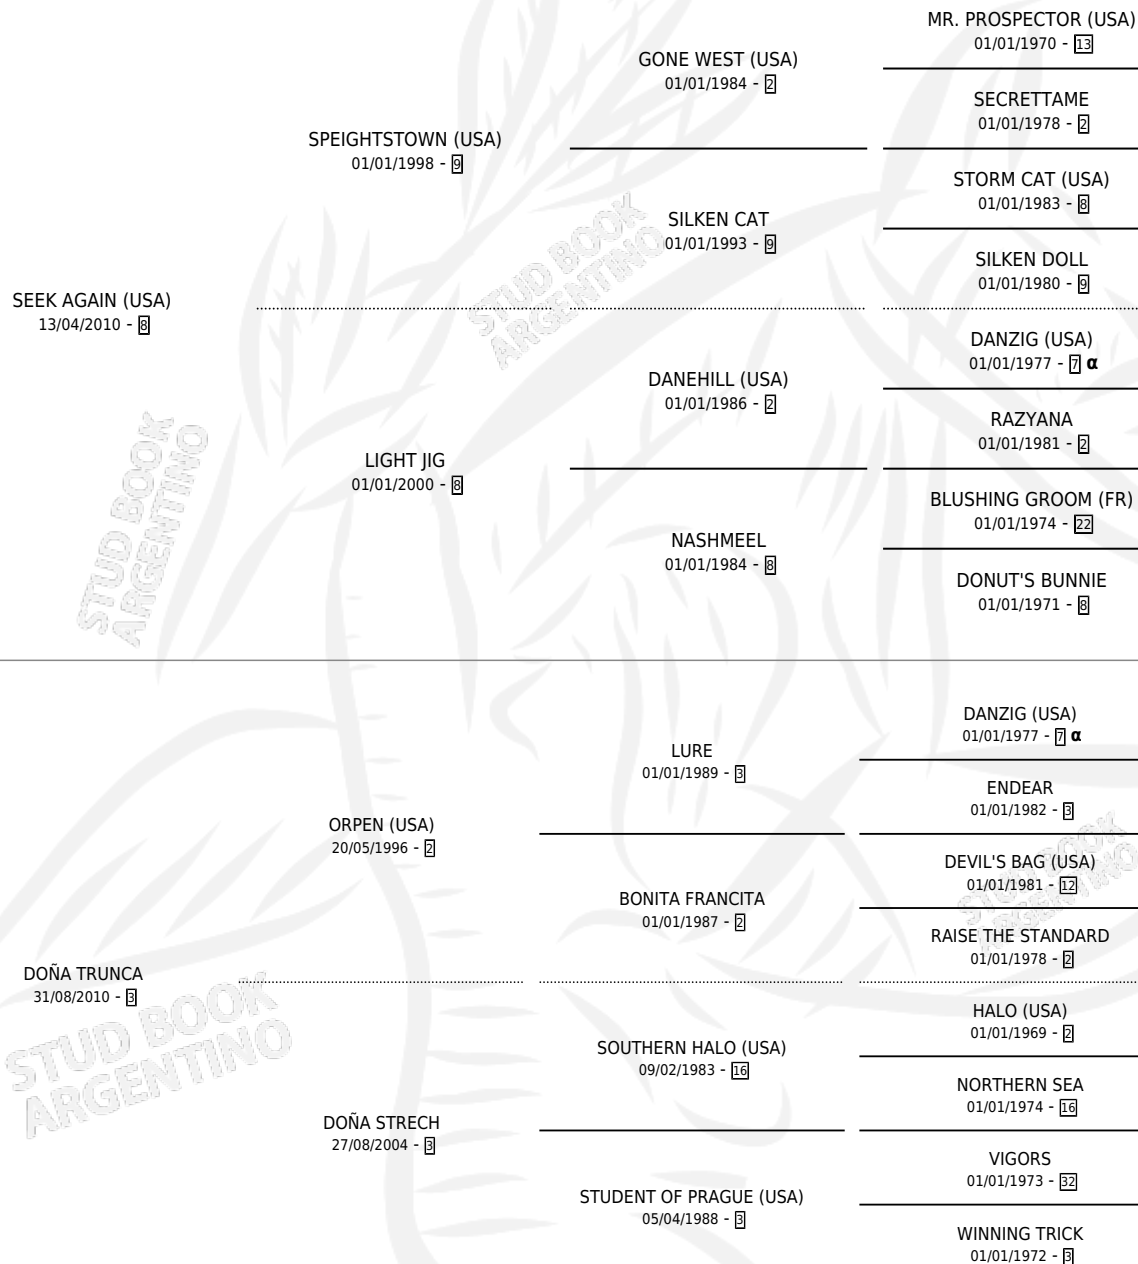 MR. PROSPECTOR (USA)
01/01/1970 - 13
GONE WEST (USA)
01/01/1984 - 2
SECRETTAME
01/01/1978 - 2
SPEIGHTSTOWN (USA)
01/01/1998 - 9
STORM CAT (USA)
01/01/1983 - 8
SILKEN CAT
01/01/1993 - 9
SILKEN DOLL
01/01/1980 - 9
SEEK AGAIN (USA)
13/04/2010 - 8
DANZIG (USA)
01/01/1977 - 7 α
DANEHILL (USA)
01/01/1986 - 2
RAZYANA
01/01/1981 - 2
LIGHT JIG
01/01/2000 - 8
BLUSHING GROOM (FR)
01/01/1974 - 22
NASHMEEL
01/01/1984 - 8
DONUT'S BUNNIE
01/01/1971 - 8
DANZIG (USA)
01/01/1977 - 7 α
LURE
01/01/1989 - 3
ENDEAR
01/01/1982 - 3
ORPEN (USA)
20/05/1996 - 2
DEVIL'S BAG (USA)
01/01/1981 - 12
BONITA FRANCITA
01/01/1987 - 2
RAISE THE STANDARD
01/01/1978 - 2
DOÑA TRUNCA
31/08/2010 - 3
HALO (USA)
01/01/1969 - 2
SOUTHERN HALO (USA)
09/02/1983 - 16
NORTHERN SEA
01/01/1974 - 16
DOÑA STRECH
27/08/2004 - 3
VIGORS
01/01/1973 - 32
STUDENT OF PRAGUE (USA)
05/04/1988 - 3
WINNING TRICK
01/01/1972 - 3
STUD BOOK
ARGENTINO
STUD BOOK
ARGENTINO
STUD BOOK
ARGENTINO
STUD BOOK
ARGENTINO